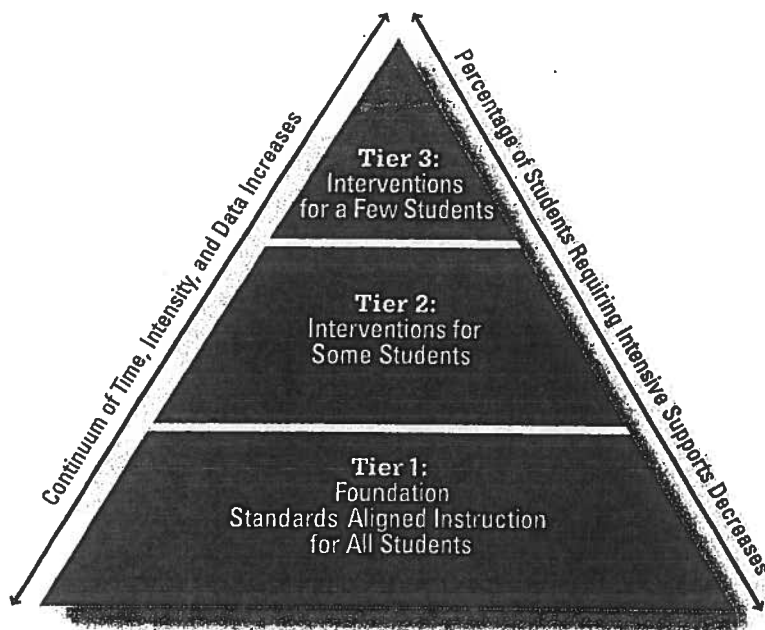 Continuum of Time, Intensity, and Data Increases
Percentage of Students Requiring Intensive Supports Decreases
Tier 3:
Interventions
for a Few Students
Tier 2:
Interventions for
Some Students
Tier 1:
Foundation
Standards Aligned Instruction
for All Students